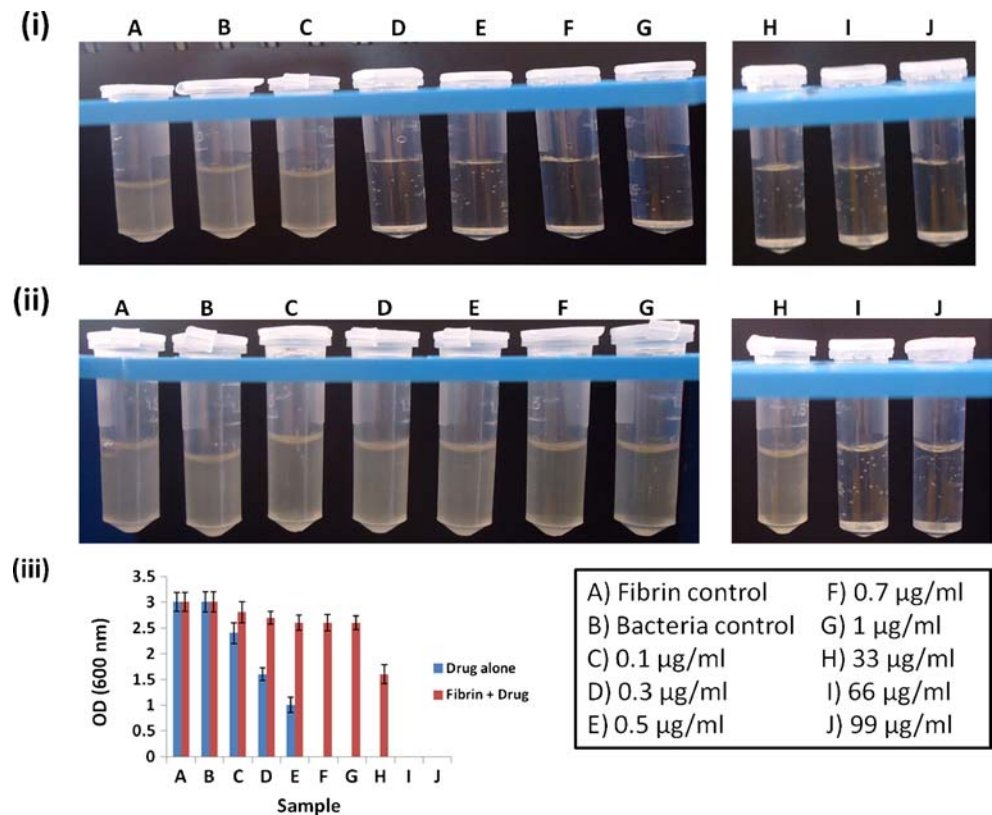 (i)
A B C D E F G H I J
(ii)
A B C D E F G H I J
(iii)
3.5
3
2.5
2
1.5
1
0.5
0
OD (600 nm)
A B C D E F G H I J
Sample
Drug alone
Fibrin + Drug
A) Fibrin control
B) Bacteria control
C) 0.1 µg/ml
D) 0.3 µg/ml
E) 0.5 µg/ml
F) 0.7 µg/ml
G) 1 µg/ml
H) 33 µg/ml
I) 66 µg/ml
J) 99 µg/ml